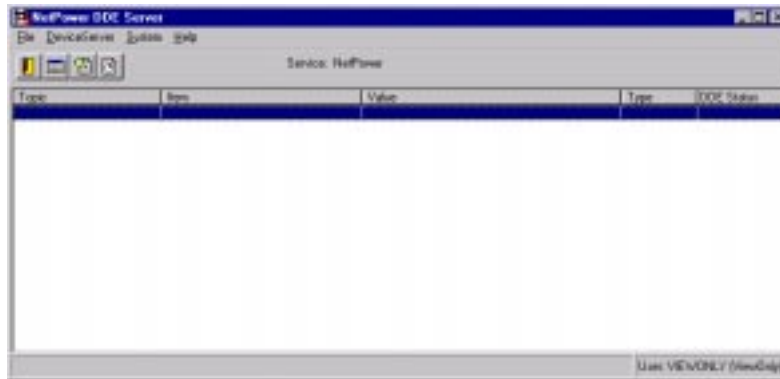 NetPower DDE Server
File DeviceServer System Help
Service: NetPower
Topic Item Value Type DDE Status
User: VIEWONLY (ViewOnly